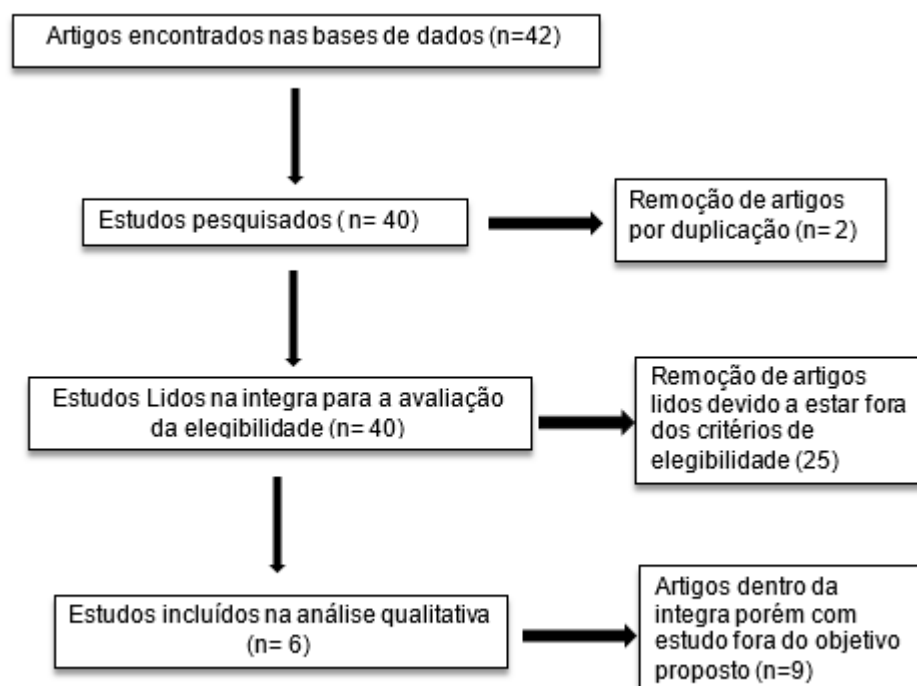 Artigos encontrados nas bases de dados (n=42)
Estudos pesquisados ( n= 40)
Remoção de artigos
por duplicação (n= 2)
Estudos Lidos na integra para a avaliação
da elegibilidade (n= 40)
Remoção de artigos
lidos devido a estar fora
dos critérios de
elegibilidade (25)
Estudos incluídos na análise qualitativa
(n= 6)
Artigos dentro da
integra porém com
estudo fora do objetivo
proposto (n=9)